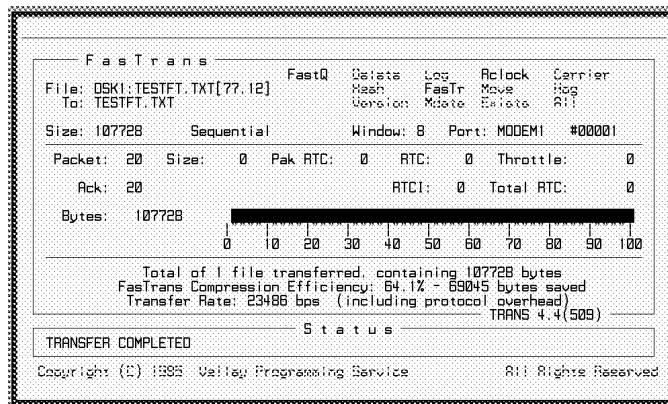 FasTrans
FastQ Delete Log Aclock Carrier
File: DSK1:TESTFT.TXT[77.12] Hash FasTr Move Hog
To: TESTFT.TXT Version Mdate Exists All
Size: 107728 Sequential Window: 8 Port: MODEM1 #00001
Packet: 20 Size: 0 Pak RTC: 0 RTC: 0 Throttle: 0
Ack: 20 RTCI: 0 Total RTC: 0
Bytes: 107728
0 10 20 30 40 50 60 70 80 90 100
Total of 1 file transferred, containing 107728 bytes
FasTrans Compression Efficiency: 64.1% - 69045 bytes saved
Transfer Rate: 23486 bps (including protocol overhead)
TRANS 4.4(509)
Status
TRANSFER COMPLETED
Copyright (C) 1985 Valley Programming Service All Rights Reserved